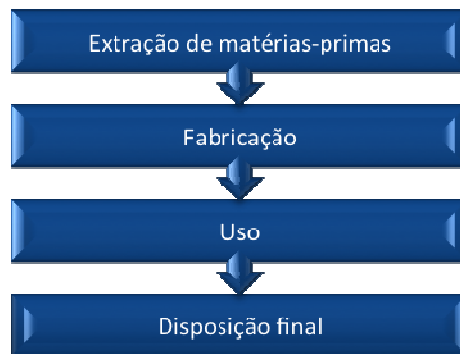 Extração de matérias-primas
Fabricação
Uso
Disposição final